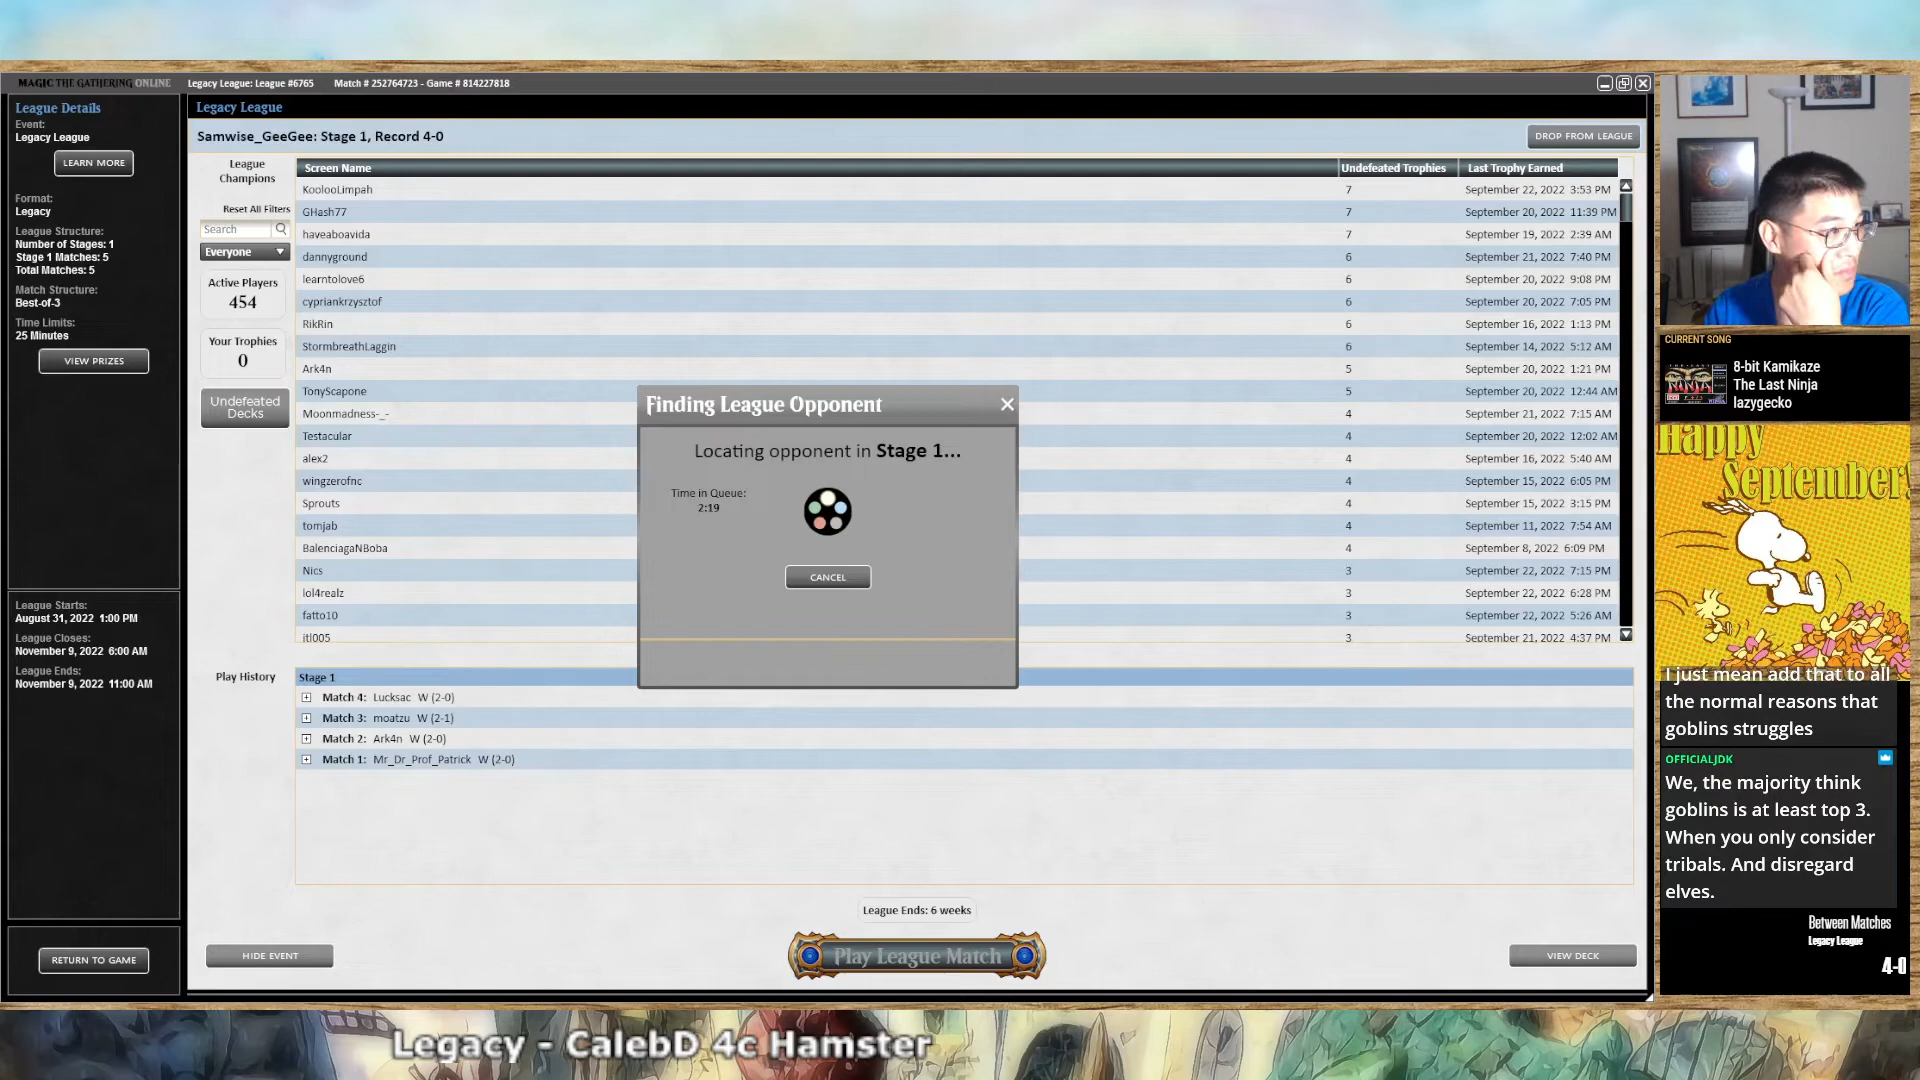 MAGIC THE GATHERING ONLINE
Legacy League: League #6765
Match # 252764723 - Game # 814227818
League Details
Event:
Legacy League
LEARN MORE
Format:
Legacy
League Structure:
Number of Stages: 1
Stage 1 Matches: 5
Total Matches: 5
Match Structure:
Best-of-3
Time Limits:
25 Minutes
VIEW PRIZES
League Starts:
August 31, 2022 1:00 PM
League Closes:
November 9, 2022 6:00 AM
League Ends:
November 9, 2022 11:00 AM
RETURN TO GAME
Legacy League
Samwise_GeeGee: Stage 1, Record 4-0
DROP FROM LEAGUE
League
Champions
Reset All Filters
Search
Everyone
Active Players
454
Your Trophies
0
Undefeated
Decks
Screen Name Undefeated Trophies Last Trophy Earned
KoolooLimpah 7 September 22, 2022 3:53 PM
GHash77 7 September 20, 2022 11:39 PM
haveaboavida 7 September 19, 2022 2:39 AM
dannyground 6 September 21, 2022 7:40 PM
learntolove6 6 September 20, 2022 9:08 PM
cypriankrzysztof 6 September 20, 2022 7:05 PM
RikRin 6 September 16, 2022 1:13 PM
StormbreathLaggin 6 September 14, 2022 5:12 AM
Ark4n 5 September 20, 2022 1:21 PM
TonyScapone 5 September 20, 2022 12:44 AM
Moonmadness-_- 4 September 21, 2022 7:15 AM
Testacular 4 September 20, 2022 12:02 AM
alex2 4 September 16, 2022 5:40 AM
wingzerofnc 4 September 15, 2022 6:05 PM
Sprouts 4 September 15, 2022 3:15 PM
tomjab 4 September 11, 2022 7:54 AM
BalenciagaNBoba 4 September 8, 2022 6:09 PM
Nics 3 September 22, 2022 7:15 PM
lol4realz 3 September 22, 2022 6:28 PM
fatto10 3 September 22, 2022 5:26 AM
itl005 3 September 21, 2022 4:37 PM
Finding League Opponent
Locating opponent in Stage 1...
Time in Queue:
2:19
CANCEL
Play History
Stage 1
Match 4: Lucksac W (2-0)
Match 3: moatzu W (2-1)
Match 2: Ark4n W (2-0)
Match 1: Mr_Dr_Prof_Patrick W (2-0)
League Ends: 6 weeks
HIDE EVENT
Play League Match
VIEW DECK
CURRENT SONG
8-bit Kamikaze
The Last Ninja
lazygecko
Happy
September!
I just mean add that to all
the normal reasons that
goblins struggles
OFFICIALJDK
We, the majority think
goblins is at least top 3.
When you only consider
tribals. And disregard
elves.
Between Matches
Legacy League
4-0
Legacy - CalebD 4c Hamster